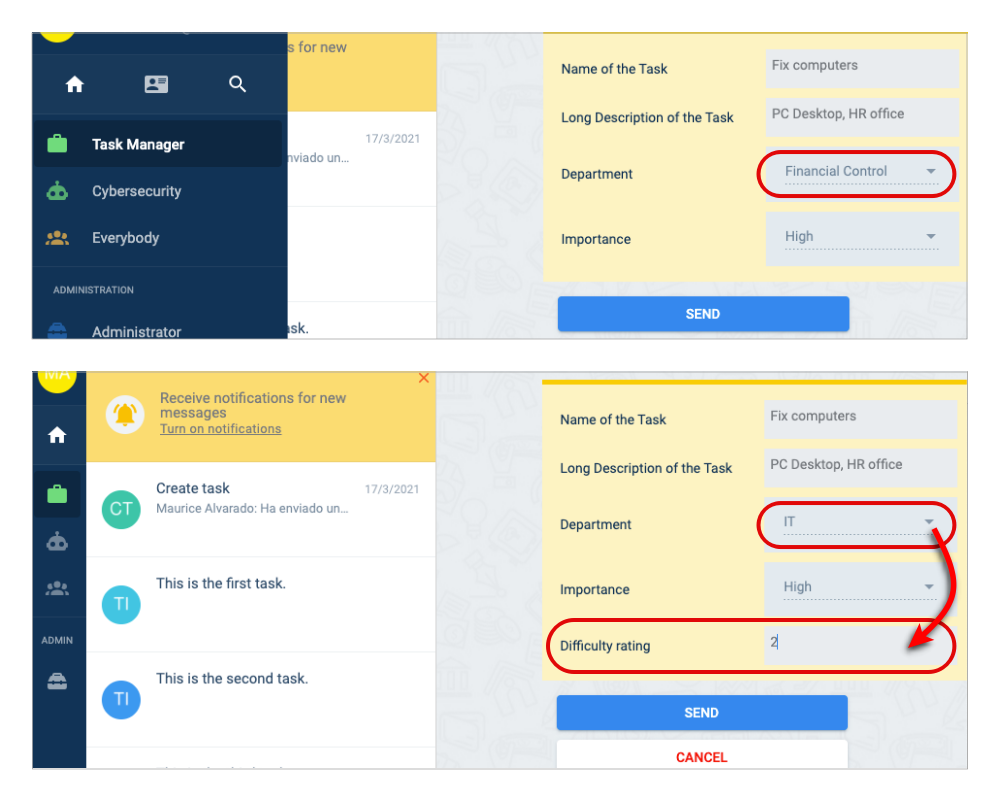 s for new
Task Manager
17/3/2021
nviado un...
Cybersecurity
Everybody
ADMINISTRATION
Administrator
ask.
Name of the Task
Fix computers
Long Description of the Task
PC Desktop, HR office
Department
Financial Control
Importance
High
SEND
MA
Receive notifications for new
messages
Turn on notifications
Create task
17/3/2021
CT
Maurice Alvarado: Ha enviado un...
This is the first task.
TI
ADMIN
This is the second task.
TI
Name of the Task
Fix computers
Long Description of the Task
PC Desktop, HR office
Department
IT
Importance
High
Difficulty rating
2
SEND
CANCEL